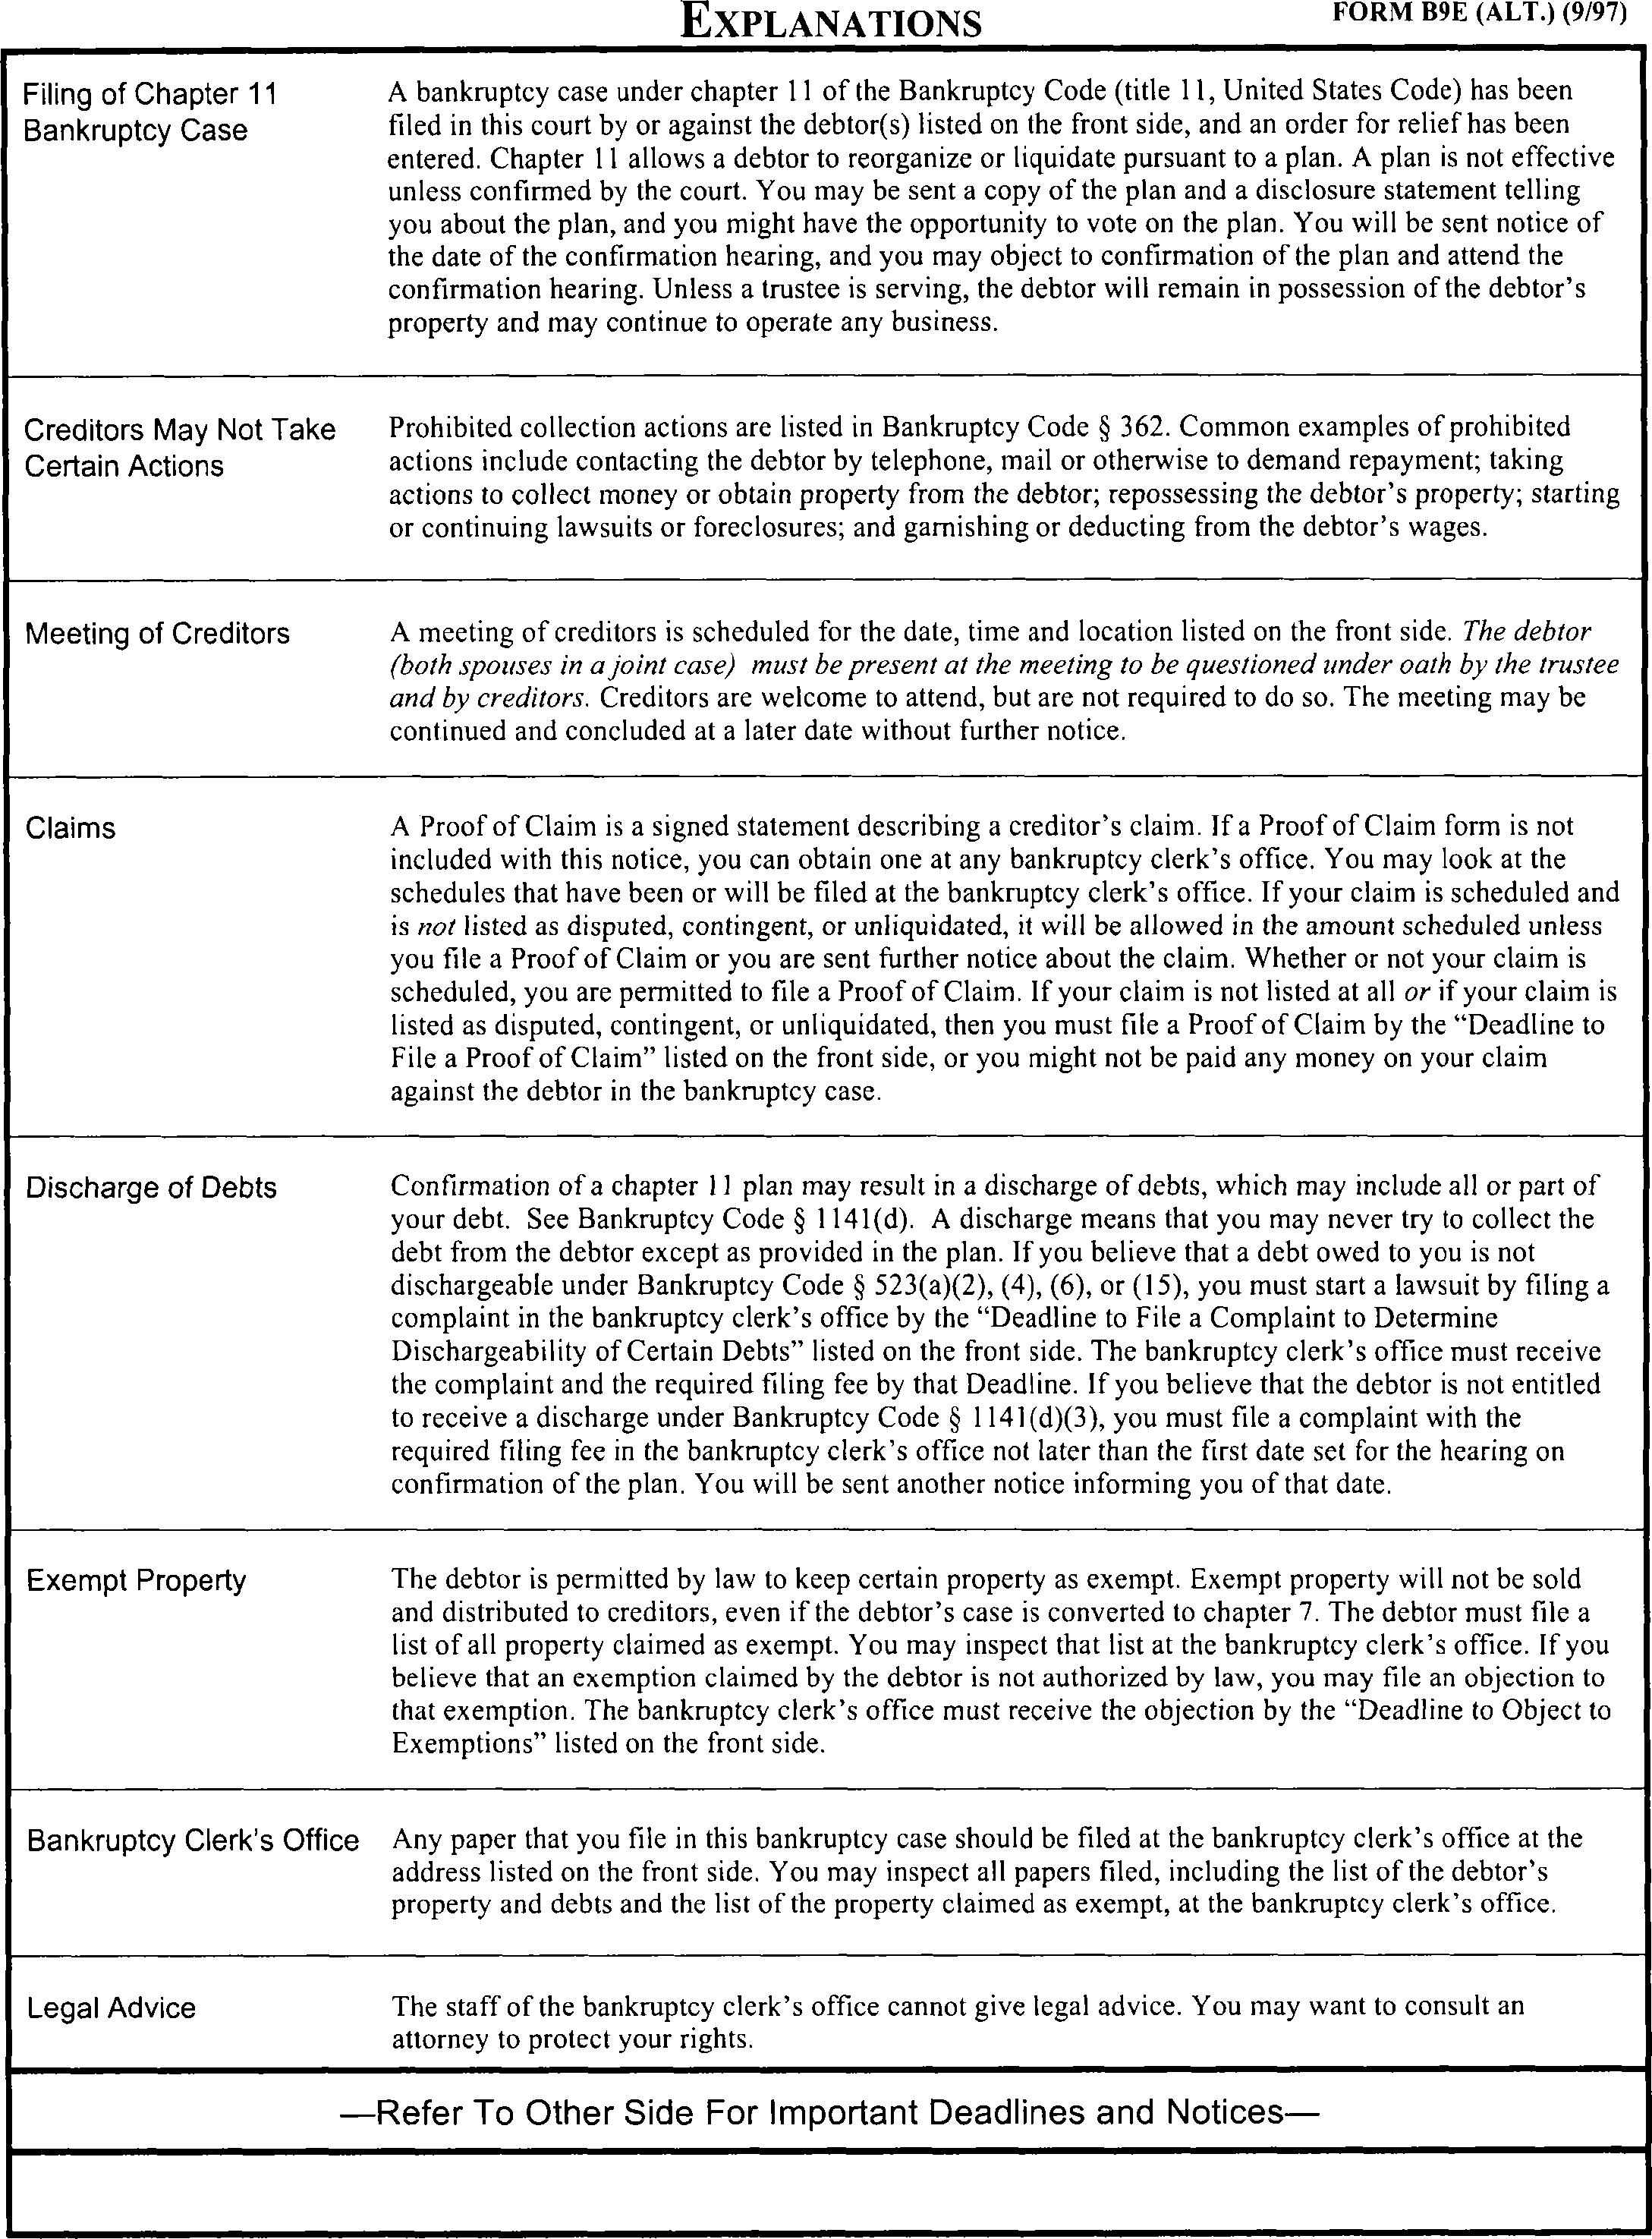 EXPLANATIONS
FORM B9E (ALT.) (9/97)
Filing of Chapter 11
Bankruptcy Case
A bankruptcy case under chapter 11 of the Bankruptcy Code (title 11, United States Code) has been
filed in this court by or against the debtor(s) listed on the front side, and an order for relief has been
entered. Chapter 11 allows a debtor to reorganize or liquidate pursuant to a plan. A plan is not effective
unless confirmed by the court. You may be sent a copy of the plan and a disclosure statement telling
you about the plan, and you might have the opportunity to vote on the plan. You will be sent notice of
the date of the confirmation hearing, and you may object to confirmation of the plan and attend the
confirmation hearing. Unless a trustee is serving, the debtor will remain in possession of the debtor's
property and may continue to operate any business.
Creditors May Not Take
Certain Actions
Prohibited collection actions are listed in Bankruptcy Code § 362. Common examples of prohibited
actions include contacting the debtor by telephone, mail or otherwise to demand repayment; taking
actions to collect money or obtain property from the debtor; repossessing the debtor's property; starting
or continuing lawsuits or foreclosures; and garnishing or deducting from the debtor's wages.
Meeting of Creditors
A meeting of creditors is scheduled for the date, time and location listed on the front side. The debtor
(both spouses in a joint case) must be present at the meeting to be questioned under oath by the trustee
and by creditors. Creditors are welcome to attend, but are not required to do so. The meeting may be
continued and concluded at a later date without further notice.
Claims
A Proof of Claim is a signed statement describing a creditor's claim. If a Proof of Claim form is not
included with this notice, you can obtain one at any bankruptcy clerk's office. You may look at the
schedules that have been or will be filed at the bankruptcy clerk's office. If your claim is scheduled and
is not listed as disputed, contingent, or unliquidated, it will be allowed in the amount scheduled unless
you file a Proof of Claim or you are sent further notice about the claim. Whether or not your claim is
scheduled, you are permitted to file a Proof of Claim. If your claim is not listed at all or if your claim is
listed as disputed, contingent, or unliquidated, then you must file a Proof of Claim by the “Deadline to
File a Proof of Claim” listed on the front side, or you might not be paid any money on your claim
against the debtor in the bankruptcy case.
Discharge of Debts
Confirmation of a chapter 11 plan may result in a discharge of debts, which may include all or part of
your debt. See Bankruptcy Code § 1141(d). A discharge means that you may never try to collect the
debt from the debtor except as provided in the plan. If you believe that a debt owed to you is not
dischargeable under Bankruptcy Code § 523(a)(2), (4), (6), or (15), you must start a lawsuit by filing a
complaint in the bankruptcy clerk's office by the “Deadline to File a Complaint to Determine
Dischargeability of Certain Debts” listed on the front side. The bankruptcy clerk's office must receive
the complaint and the required filing fee by that Deadline. If you believe that the debtor is not entitled
to receive a discharge under Bankruptcy Code § 1141(d)(3), you must file a complaint with the
required filing fee in the bankruptcy clerk's office not later than the first date set for the hearing on
confirmation of the plan. You will be sent another notice informing you of that date.
Exempt Property
The debtor is permitted by law to keep certain property as exempt. Exempt property will not be sold
and distributed to creditors, even if the debtor's case is converted to chapter 7. The debtor must file a
list of all property claimed as exempt. You may inspect that list at the bankruptcy clerk's office. If you
believe that an exemption claimed by the debtor is not authorized by law, you may file an objection to
that exemption. The bankruptcy clerk's office must receive the objection by the “Deadline to Object to
Exemptions” listed on the front side.
Bankruptcy Clerk's Office
Any paper that you file in this bankruptcy case should be filed at the bankruptcy clerk's office at the
address listed on the front side. You may inspect all papers filed, including the list of the debtor's
property and debts and the list of the property claimed as exempt, at the bankruptcy clerk's office.
Legal Advice
The staff of the bankruptcy clerk's office cannot give legal advice. You may want to consult an
attorney to protect your rights.
—Refer To Other Side For Important Deadlines and Notices—